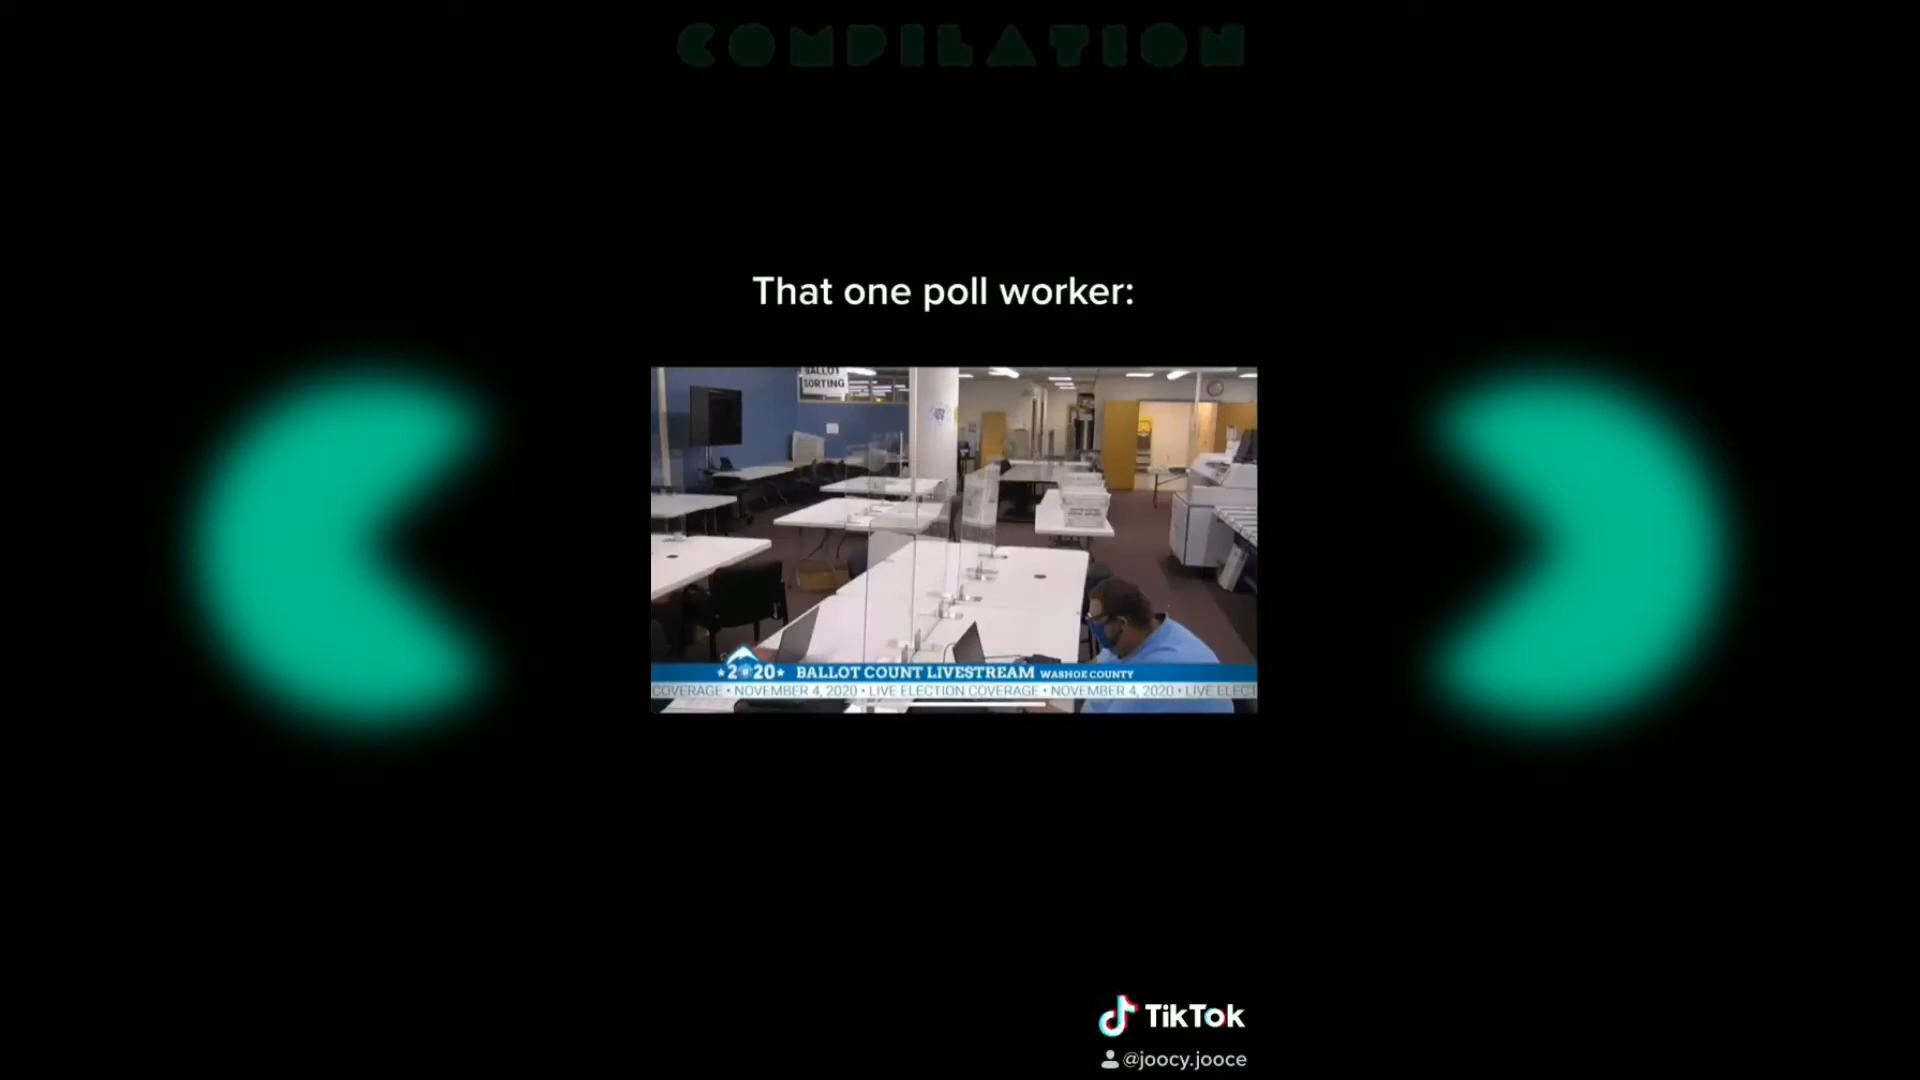 COMPILATION
That one poll worker:
BALLOT
SORTING
2020 BALLOT COUNT LIVESTREAM WASHOE COUNTY
COVERAGE • NOVEMBER 4, 2020 • LIVE ELECTION COVERAGE • NOVEMBER 4, 2020 • LIVE ELECT
TikTok
@joocy.jooce